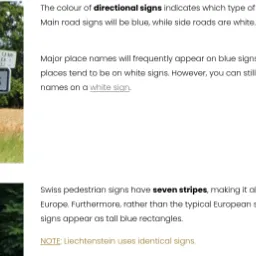 The colour of directional signs indicates which type of
Main road signs will be blue, while side roads are white.
Major place names will frequently appear on blue signs
places tend to be on white signs. However, you can still
names on a white sign.
Swiss pedestrian signs have seven stripes, making it
Europe. Furthermore, rather than the typical European
signs appear as tall blue rectangles.
NOTE: Liechtenstein uses identical signs.